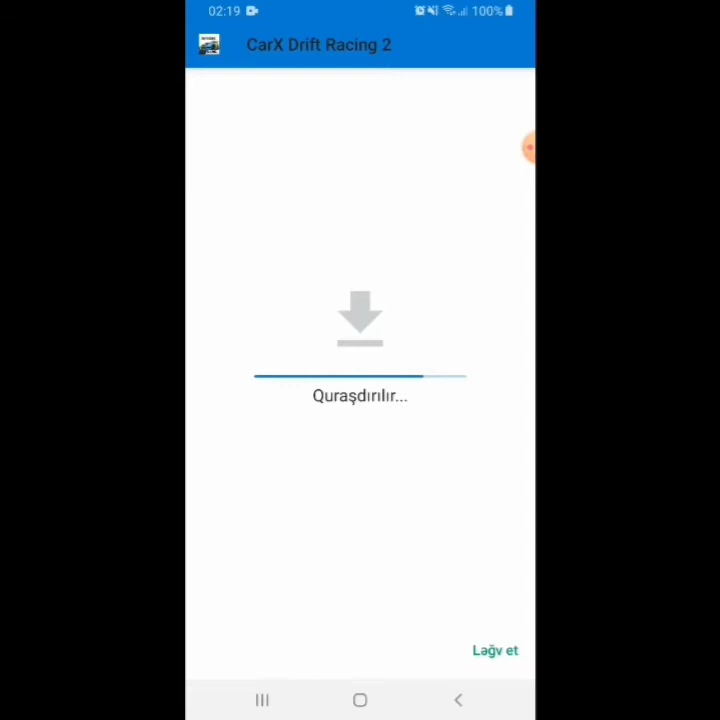 02:19 100%
CarX Drift Racing 2
Quraşdırılır...
Ləğv et